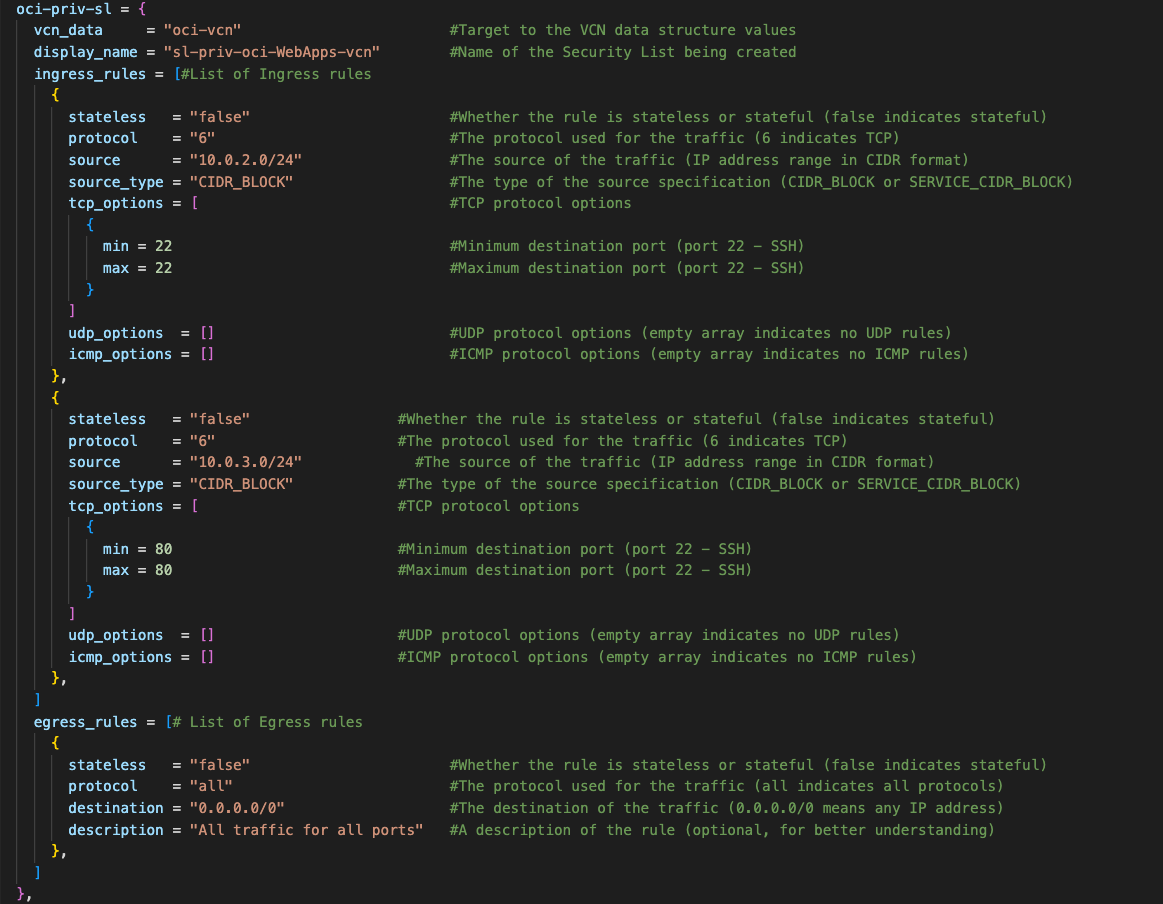 oci-priv-sl = {
  vcn_data     = "oci-vcn"                        #Target to the VCN data structure values
  display_name = "sl-priv-oci-WebApps-vcn"        #Name of the Security List being created
  ingress_rules = [#List of Ingress rules
    {
      stateless   = "false"                       #Whether the rule is stateless or stateful (false indicates stateful)
      protocol    = "6"                           #The protocol used for the traffic (6 indicates TCP)
      source      = "10.0.2.0/24"                 #The source of the traffic (IP address range in CIDR format)
      source_type = "CIDR_BLOCK"                  #The type of the source specification (CIDR_BLOCK or SERVICE_CIDR_BLOCK)
      tcp_options = [                             #TCP protocol options
        {
          min = 22                                #Minimum destination port (port 22 - SSH)
          max = 22                                #Maximum destination port (port 22 - SSH)
        }
      ]
      udp_options  = []                           #UDP protocol options (empty array indicates no UDP rules)
      icmp_options = []                           #ICMP protocol options (empty array indicates no ICMP rules)
    },
    {
      stateless   = "false"                 #Whether the rule is stateless or stateful (false indicates stateful)
      protocol    = "6"                     #The protocol used for the traffic (6 indicates TCP)
      source      = "10.0.3.0/24"             #The source of the traffic (IP address range in CIDR format)
      source_type = "CIDR_BLOCK"            #The type of the source specification (CIDR_BLOCK or SERVICE_CIDR_BLOCK)
      tcp_options = [                       #TCP protocol options
        {
          min = 80                          #Minimum destination port (port 22 - SSH)
          max = 80                          #Maximum destination port (port 22 - SSH)
        }
      ]
      udp_options  = []                     #UDP protocol options (empty array indicates no UDP rules)
      icmp_options = []                     #ICMP protocol options (empty array indicates no ICMP rules)
    },
  ]
  egress_rules = [# List of Egress rules
    {
      stateless   = "false"                       #Whether the rule is stateless or stateful (false indicates stateful)
      protocol    = "all"                         #The protocol used for the traffic (all indicates all protocols)
      destination = "0.0.0.0/0"                   #The destination of the traffic (0.0.0.0/0 means any IP address)
      description = "All traffic for all ports"   #A description of the rule (optional, for better understanding)
    },
  ]
},